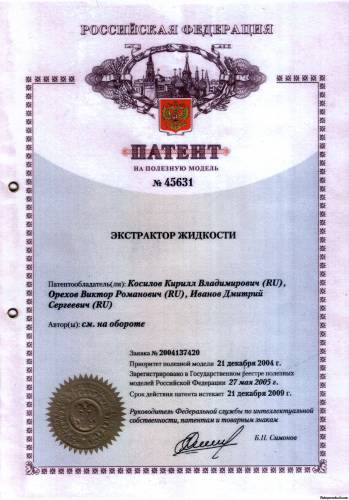 РОССИЙСКАЯ ФЕДЕРАЦИЯ
ПАТЕНТ
НА ПОЛЕЗНУЮ МОДЕЛЬ
№ 45631
ЭКСТРАКТОР ЖИДКОСТИ
Патентообладатель(ли): Косилов Кирилл Владимирович (RU),
Орехов Виктор Романович (RU), Иванов Дмитрий
Сергеевич (RU)
Автор(ы): см. на обороте
Заявка № 2004137420
Приоритет полезной модели 21 декабря 2004 г.
Зарегистрировано в Государственном реестре полезных
моделей Российской Федерации 27 мая 2005 г.
Срок действия патента истекает 21 декабря 2009 г.
Руководитель Федеральной службы по интеллектуальной
собственности, патентам и товарным знакам
Б.П. Симонов